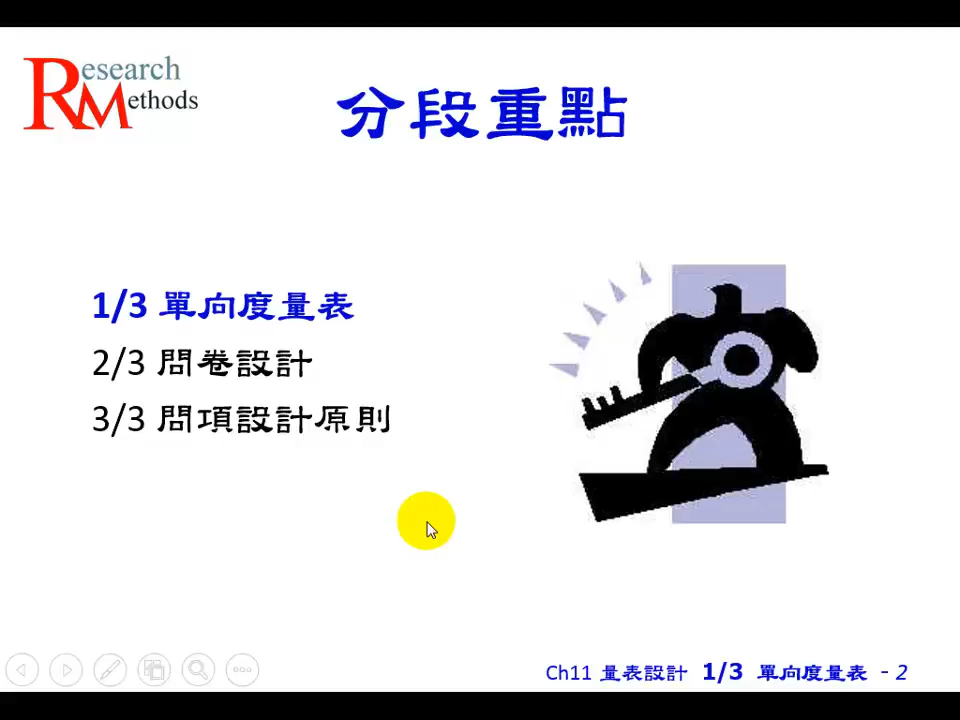 Research
Methods
分段重點
1/3 單向度量表
2/3 問卷設計
3/3 問項設計原則
Ch11 量表設計 1/3 單向度量表 - 2